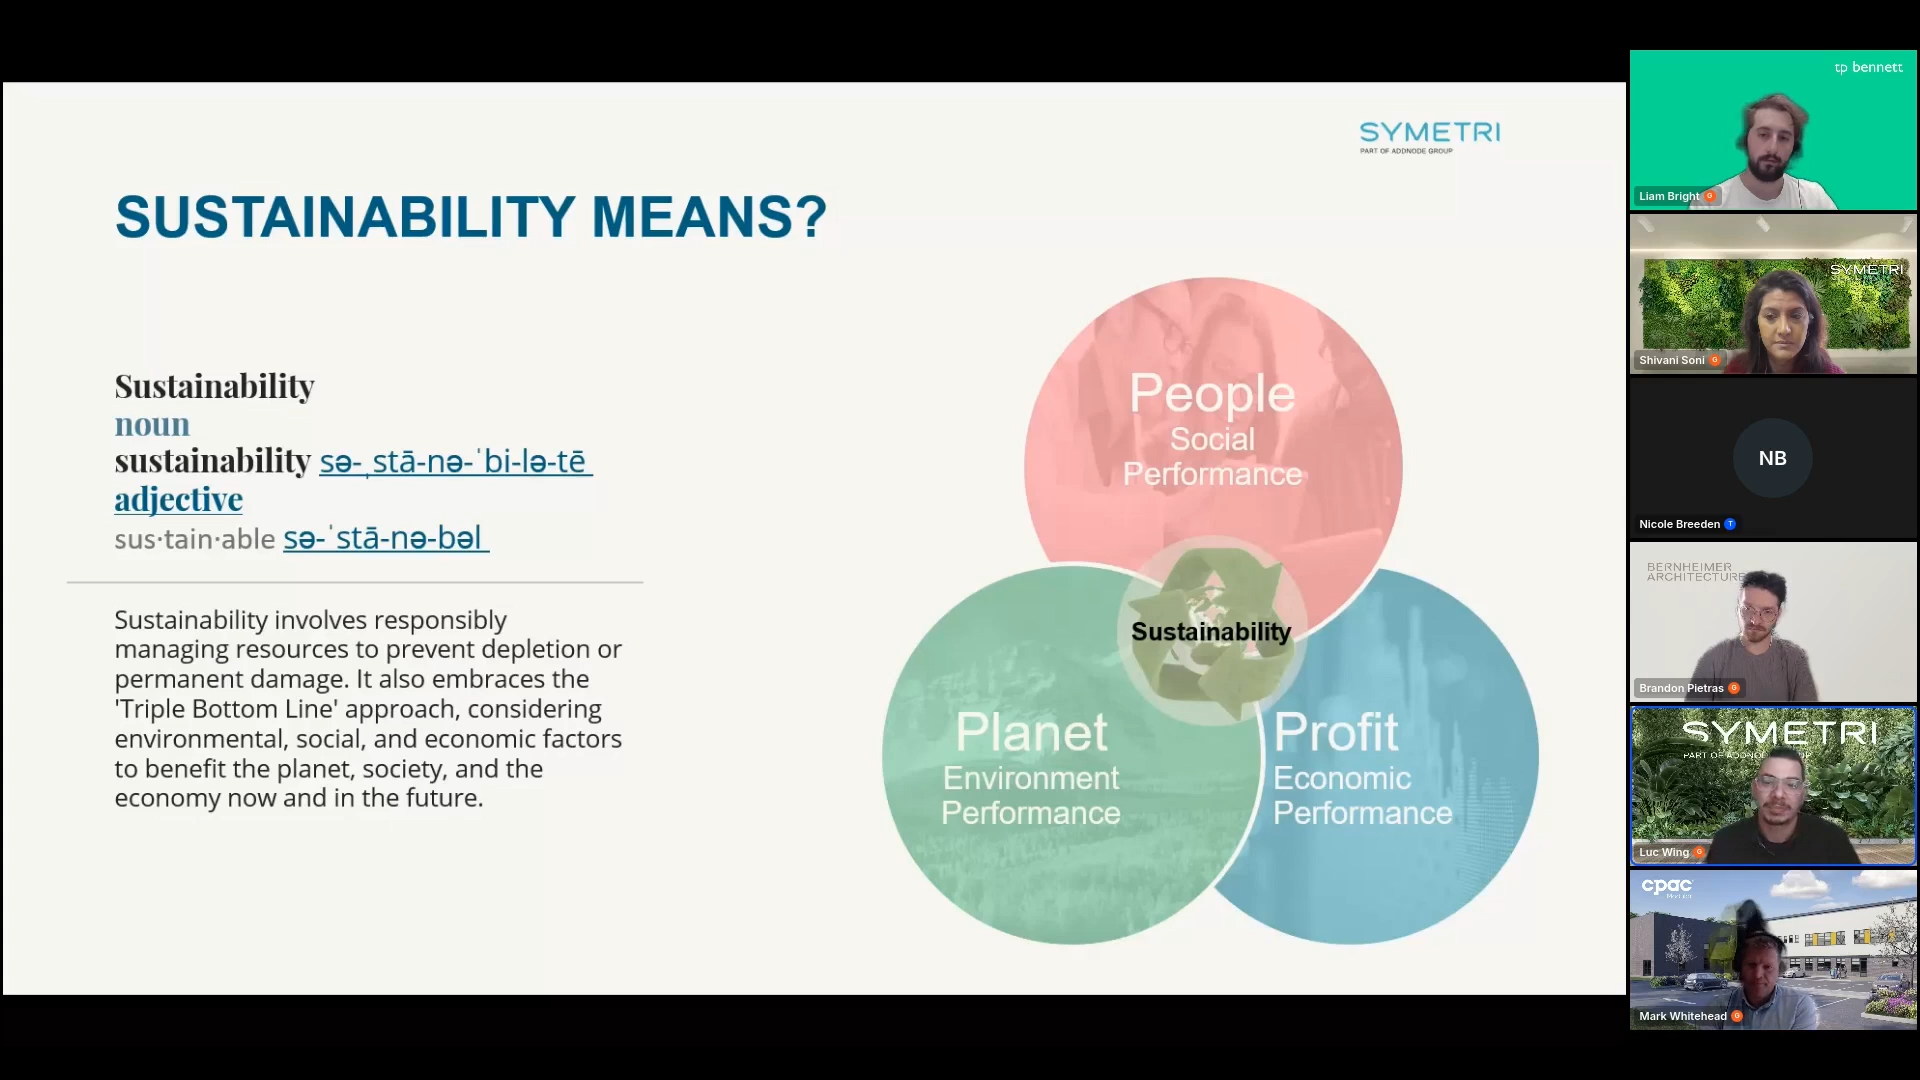 SYMETRI
PART OF ADDNODE GROUP
SUSTAINABILITY MEANS?
Sustainability
noun
sustainability sə-ˌstā-nə-ˈbi-lə-tē
adjective
sus·tain·able sə-ˈstā-nə-bəl
Sustainability involves responsibly
managing resources to prevent depletion or
permanent damage. It also embraces the
'Triple Bottom Line' approach, considering
environmental, social, and economic factors
to benefit the planet, society, and the
economy now and in the future.
People
Social
Performance
Sustainability
Planet
Environment
Performance
Profit
Economic
Performance
tp bennett
Liam Bright G
SYMETRI
Shivani Soni G
NB
Nicole Breeden T
BERNHEIMER
ARCHITECTURE
Brandon Pietras G
SYMETRI
PART OF
Luc Wing G
cpac
Mark Whitehead G